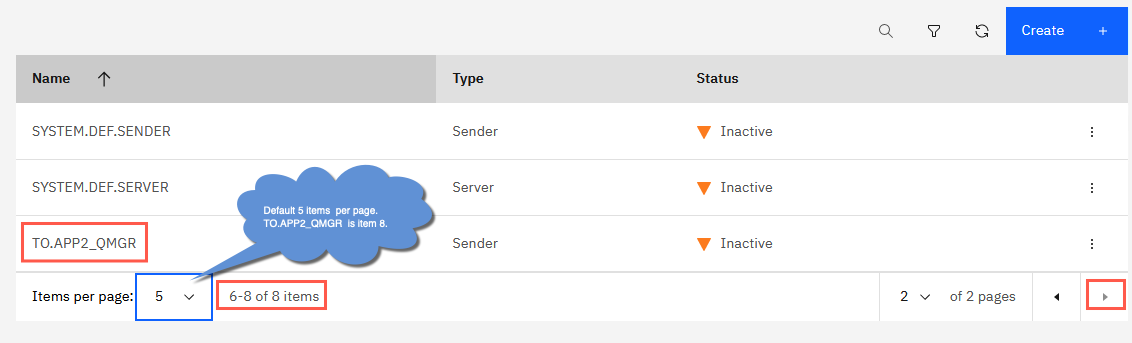 Create +
Name Type Status
SYSTEM.DEF.SENDER Sender Inactive
SYSTEM.DEF.SERVER Server Inactive
Default 5 items per page.
TO.APP2_QMGR is item 8.
TO.APP2_QMGR Sender Inactive
Items per page: 5 6-8 of 8 items 2 of 2 pages